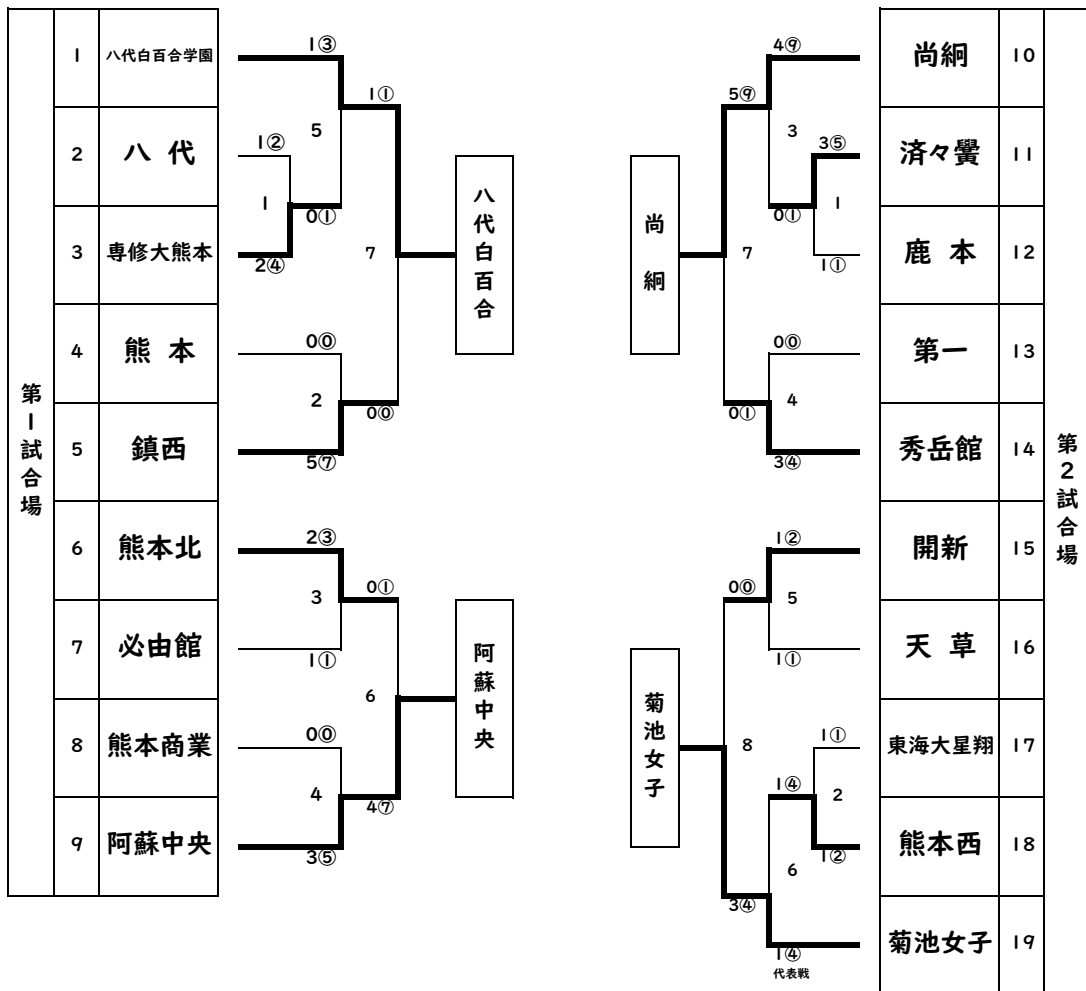 第1試合場
1 八代白百合学園
2 八代
3 専修大熊本
4 熊本
5 鎮西
6 熊本北
7 必由館
8 熊本商業
9 阿蘇中央
1③
1①
5
1②
1
0①
2④
7
0⓪
2
0⓪
5⑦
2③
0①
3
1①
6
0⓪
4
4⑦
3⑤
八代白百合
阿蘇中央
尚絅
菊池女子
4⑨
5⑨
3
3⑤
0①
1
1①
7
0⓪
4
0①
3④
1②
0⓪
5
1①
8
1①
1④
2
1②
6
3④
1④
代表戦
尚絅 10
済々黌 11
鹿本 12
第一 13
秀岳館 14
開新 15
天草 16
東海大星翔 17
熊本西 18
菊池女子 19
第2試合場